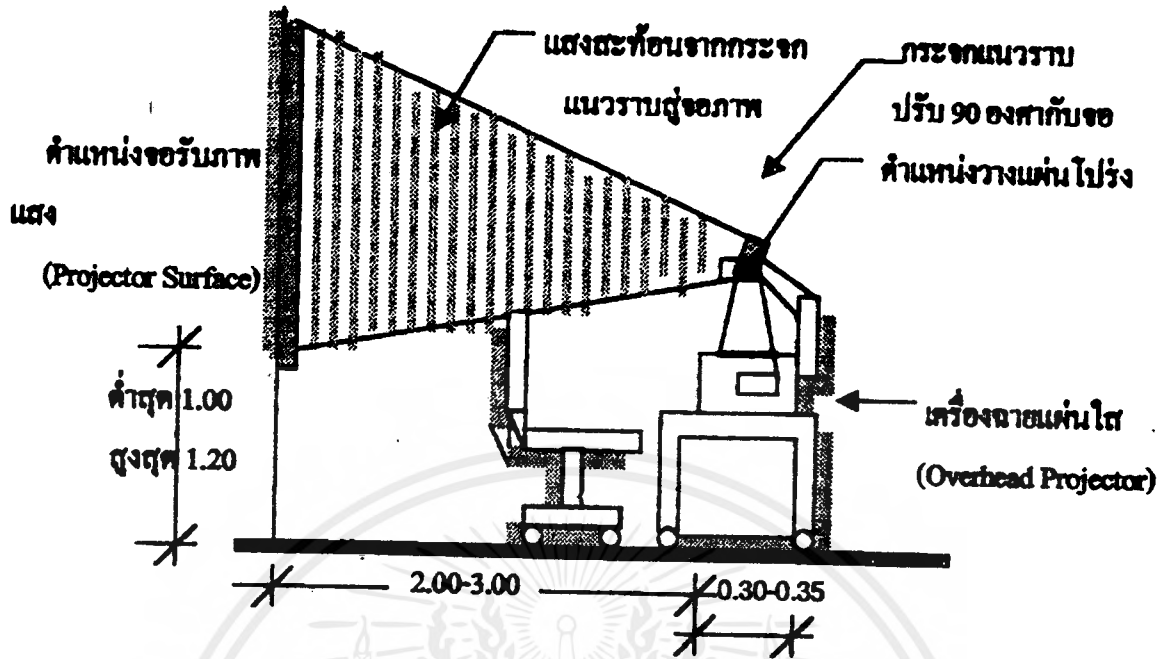 แสงสะท้อนจากกระจก
แนวราบสู่จอภาพ
กระจกแนวราบ
ปรับ 90 องศากับจอ
ตำแหน่งวางแผ่นโปร่ง
ตำแหน่งจอรับภาพ
แสง
(Projector Surface)
ต่ำสุด 1.00
สูงสุด 1.20
เครื่องฉายแผ่นใส
(Overhead Projector)
2.00-3.00
0.30-0.35